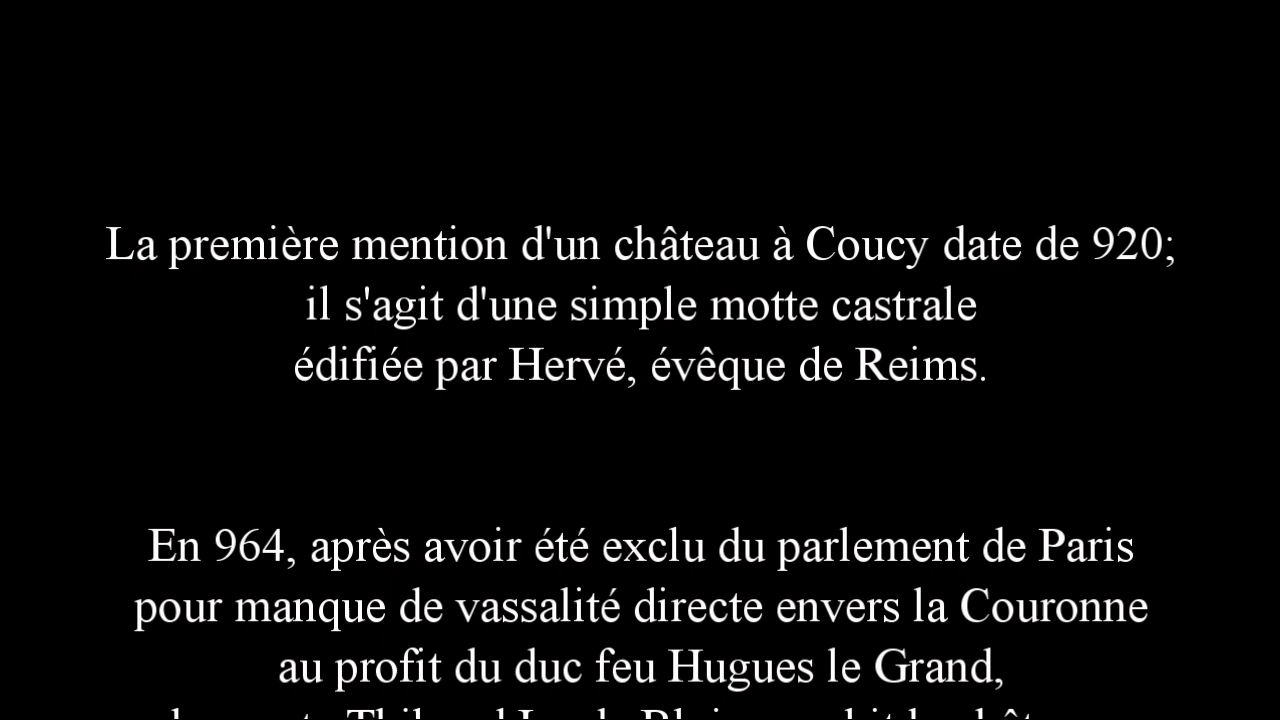 La première mention d'un château à Coucy date de 920;
il s'agit d'une simple motte castrale
édifiée par Hervé, évêque de Reims.
En 964, après avoir été exclu du parlement de Paris
pour manque de vassalité directe envers la Couronne
au profit du duc feu Hugues le Grand,